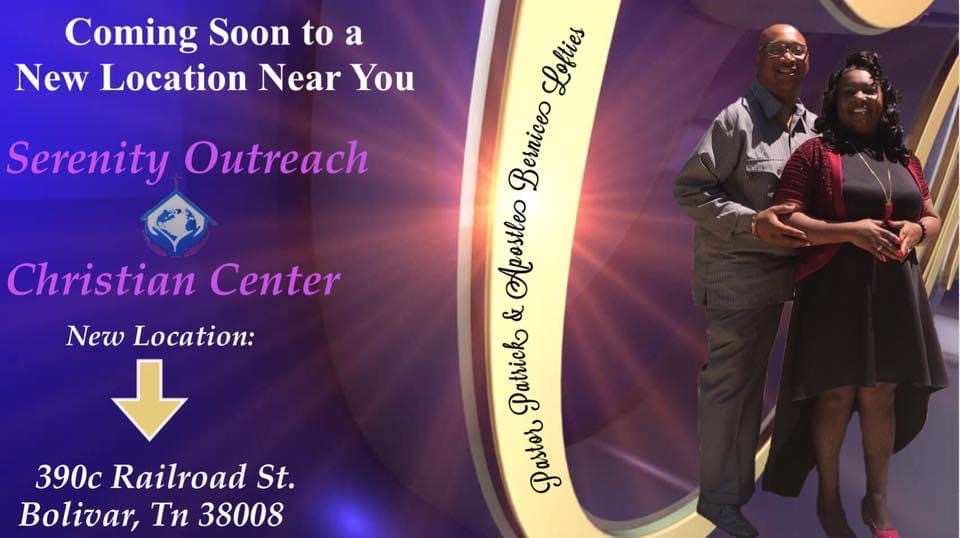 Coming Soon to a
New Location Near You
Serenity Outreach
Christian Center
New Location:
390c Railroad St.
Bolivar, Tn 38008
Pastor Patrick & Apostle Bernice Lofties